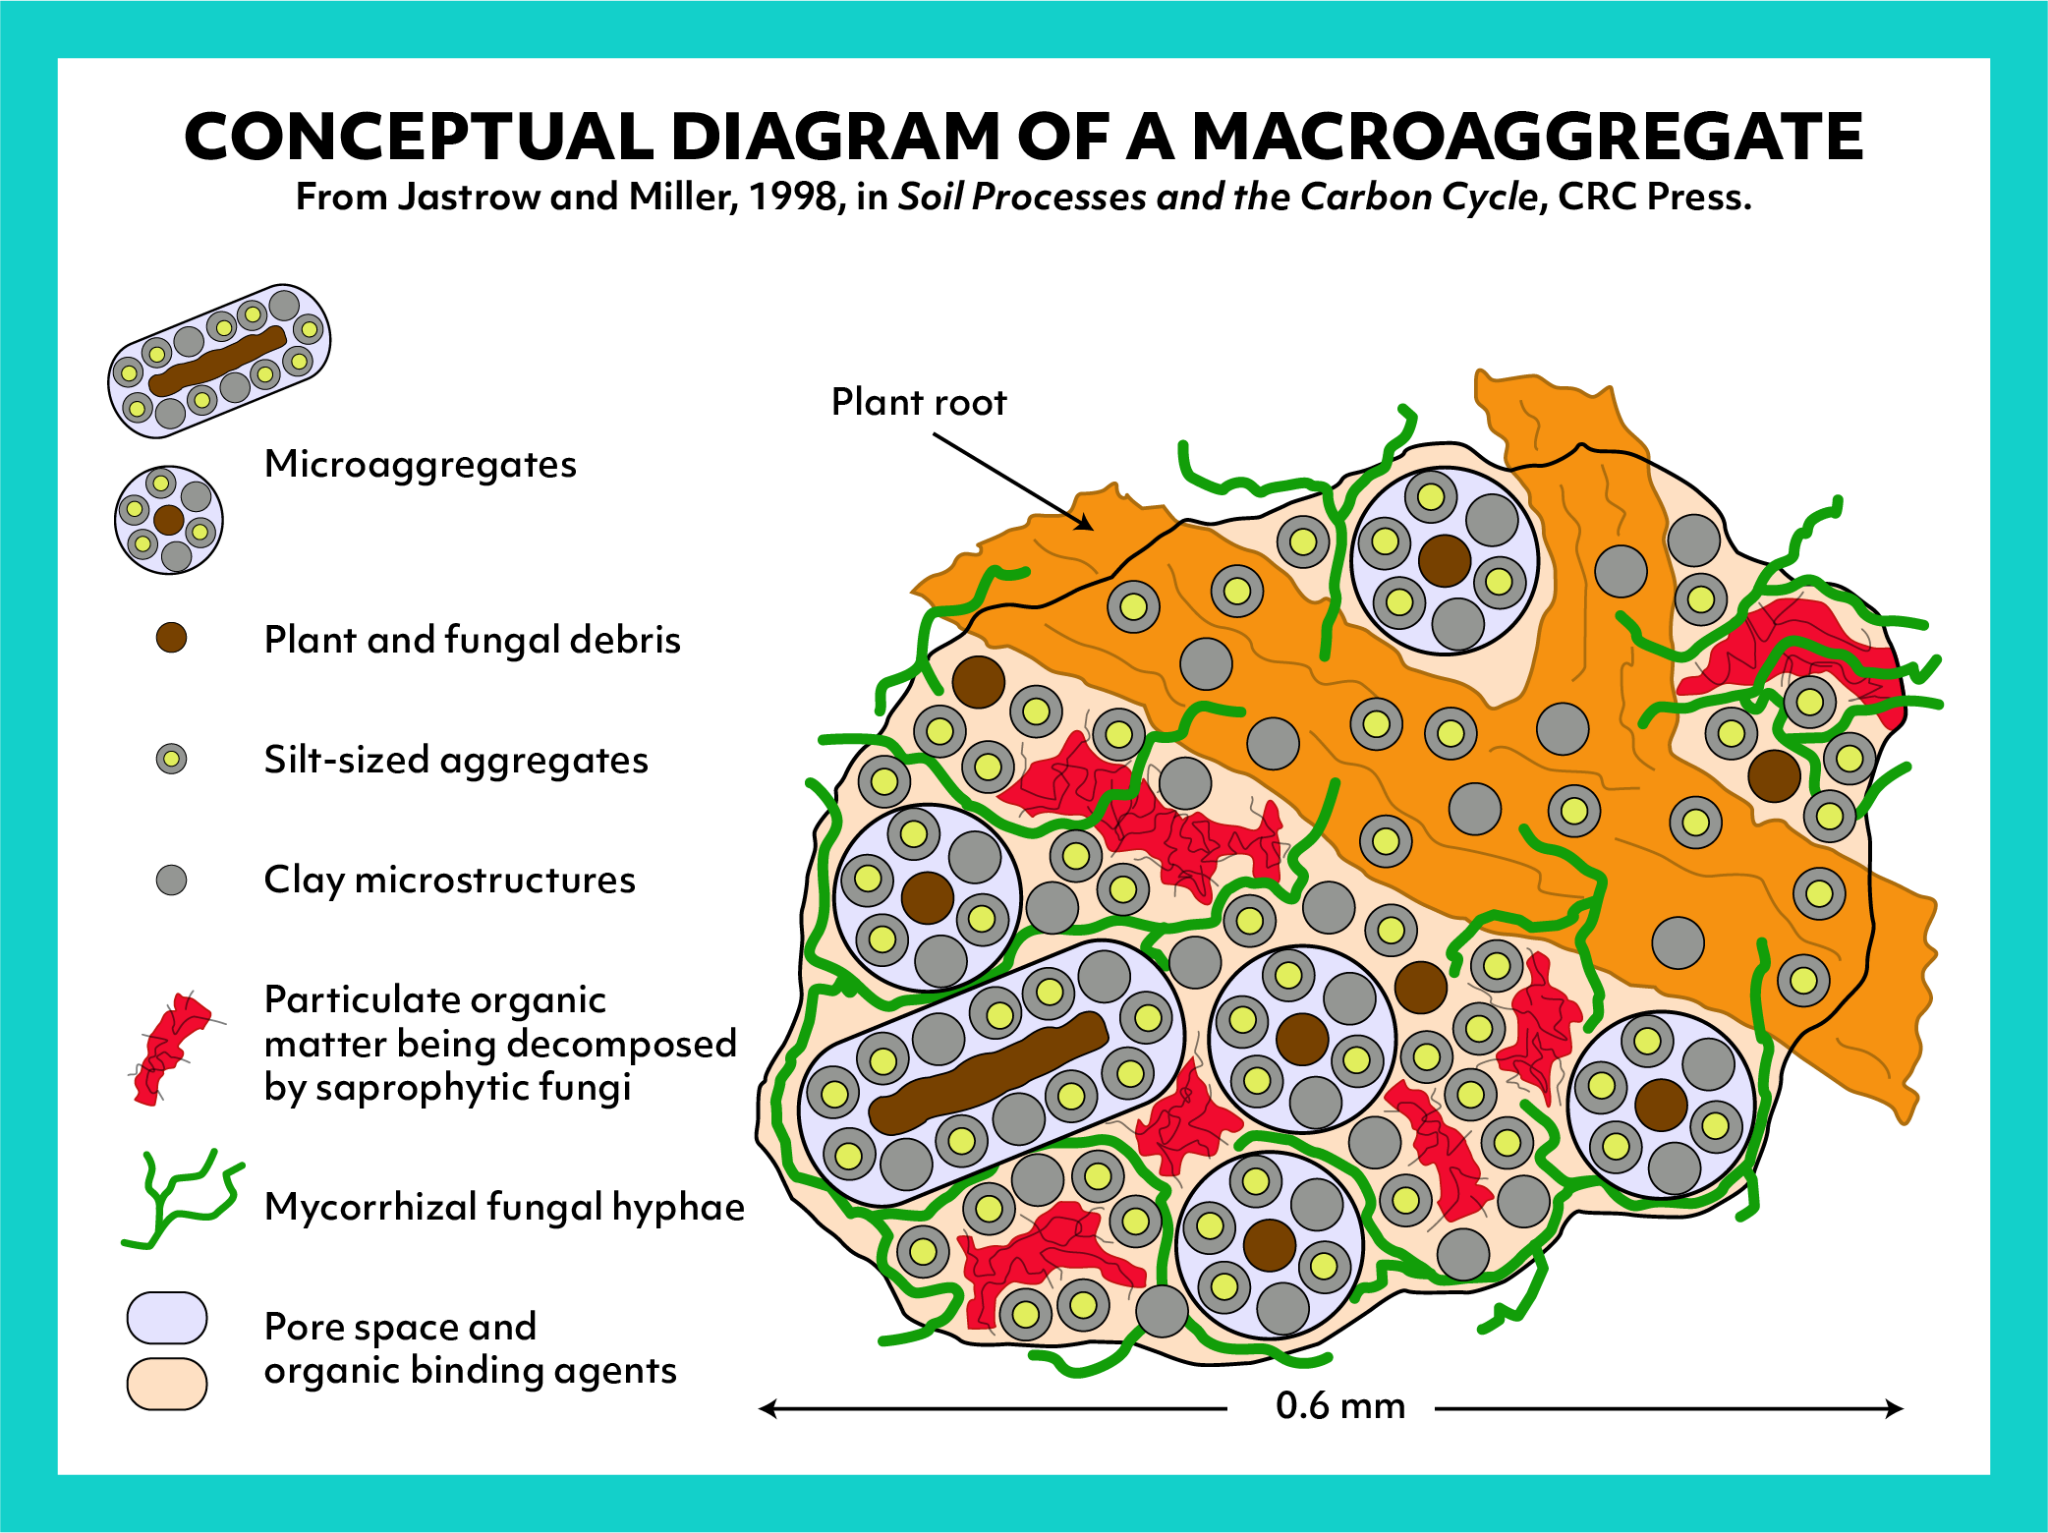 CONCEPTUAL DIAGRAM OF A MACROAGGREGATE
From Jastrow and Miller, 1998, in Soil Processes and the Carbon Cycle, CRC Press.
Plant root
Microaggregates
Plant and fungal debris
Silt-sized aggregates
Clay microstructures
Particulate organic
matter being decomposed
by saprophytic fungi
Mycorrhizal fungal hyphae
Pore space and
organic binding agents
0.6 mm